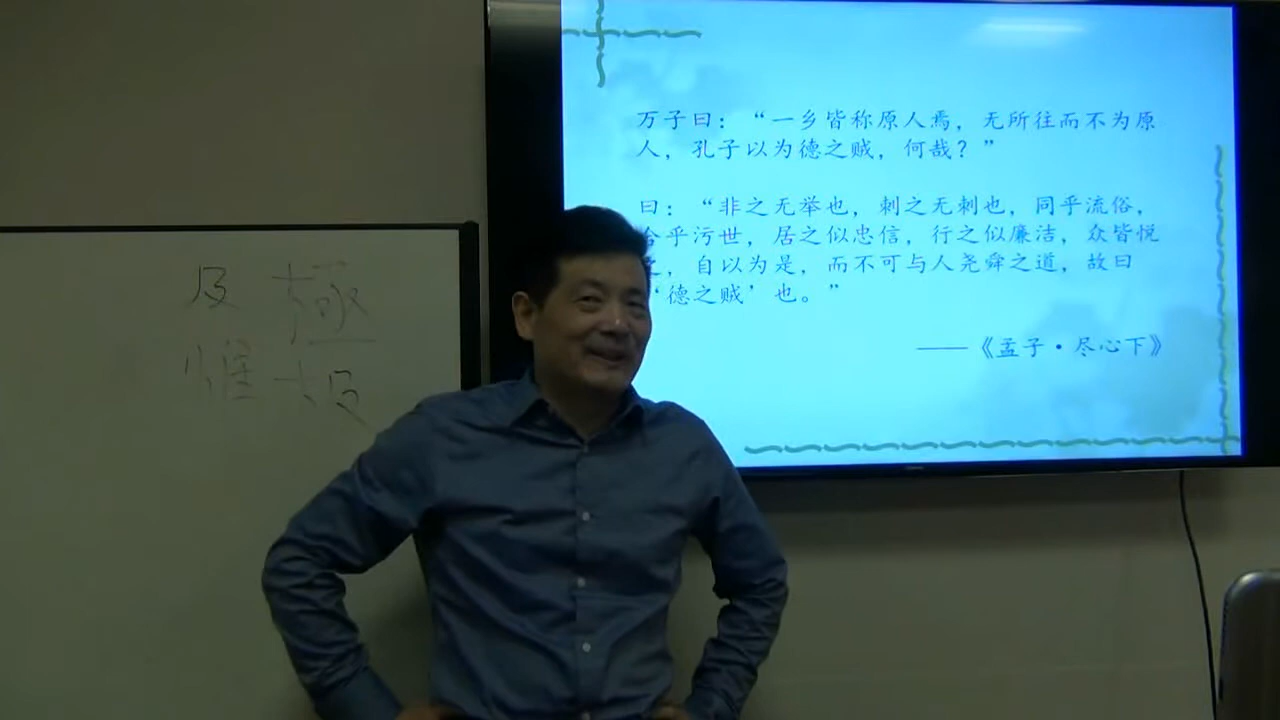 万子曰：“一乡皆称原人焉，无所往而不为原
人，孔子以为德之贼，何哉？”
曰：“非之无举也，刺之无刺也，同乎流俗，
合乎污世，居之似忠信，行之似廉洁，众皆悦
，自以为是，而不可与人尧舜之道，故曰
‘德之贼’也。”
——《孟子·尽心下》
及 極
惟 极